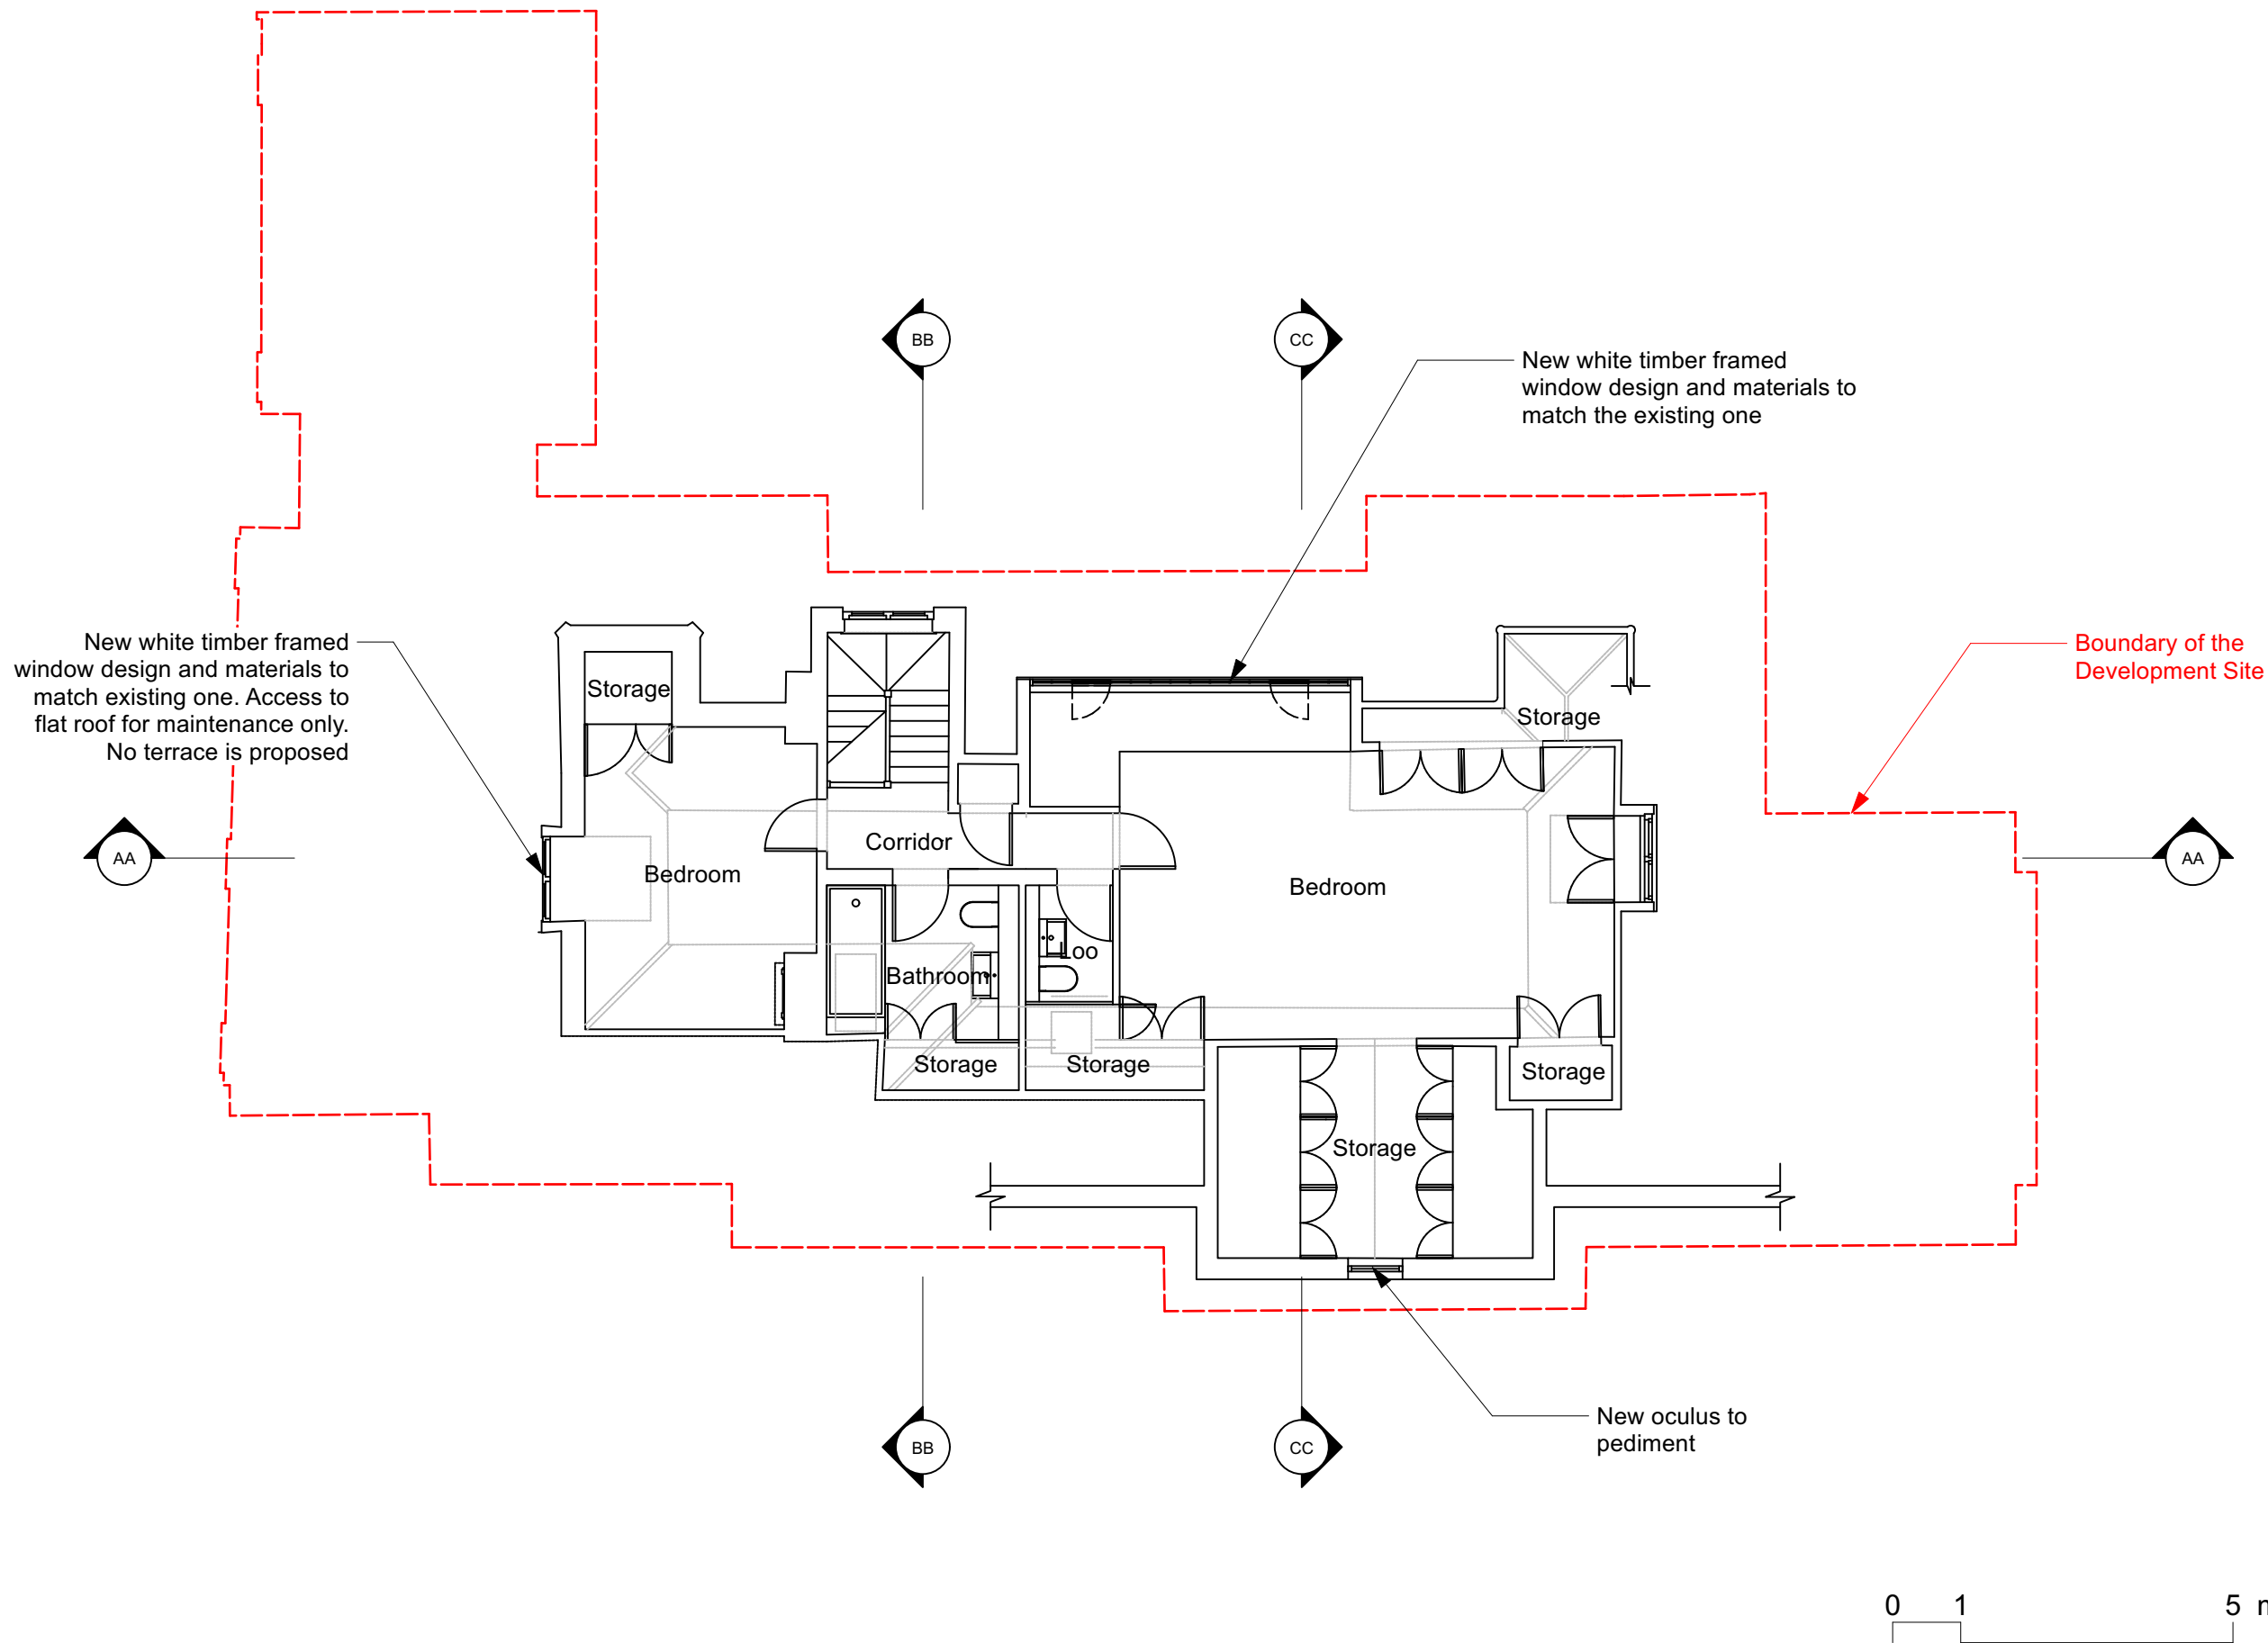 BB
CC
New white timber framed
window design and materials to
match the existing one
New white timber framed
window design and materials to
match existing one. Access to
flat roof for maintenance only.
No terrace is proposed
Boundary of the
Development Site
Storage
Storage
Corridor
AA
AA
Bedroom
Bedroom
Loo
Bathroom
Storage
Storage
Storage
Storage
New oculus to
pediment
BB
CC
0 1 5